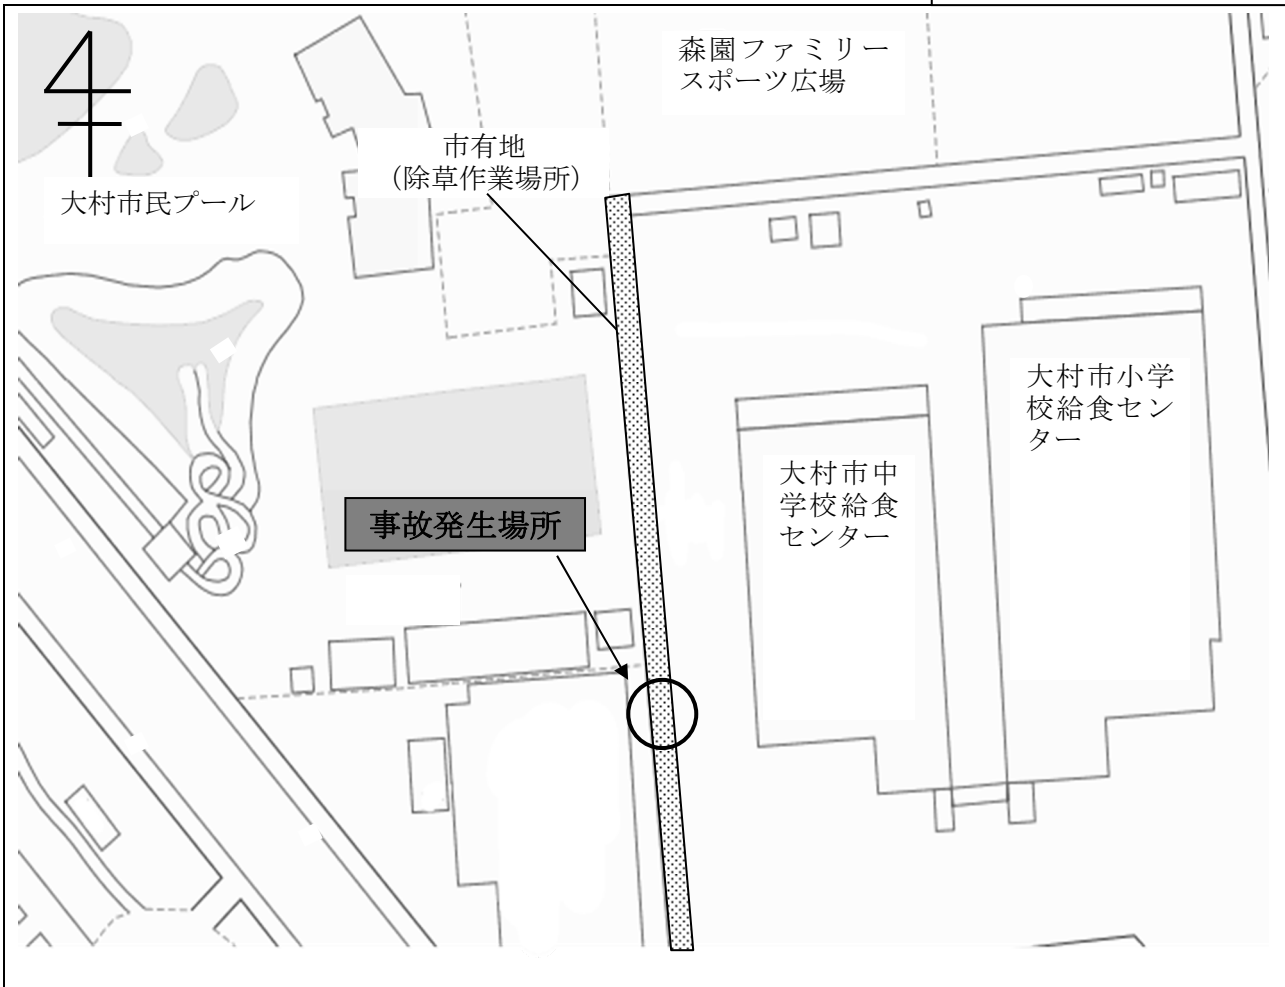 森園ファミリー
スポーツ広場
市有地
（除草作業場所）
大村市民プール
大村市小学
校給食セン
ター
大村市中
学校給食
センター
事故発生場所